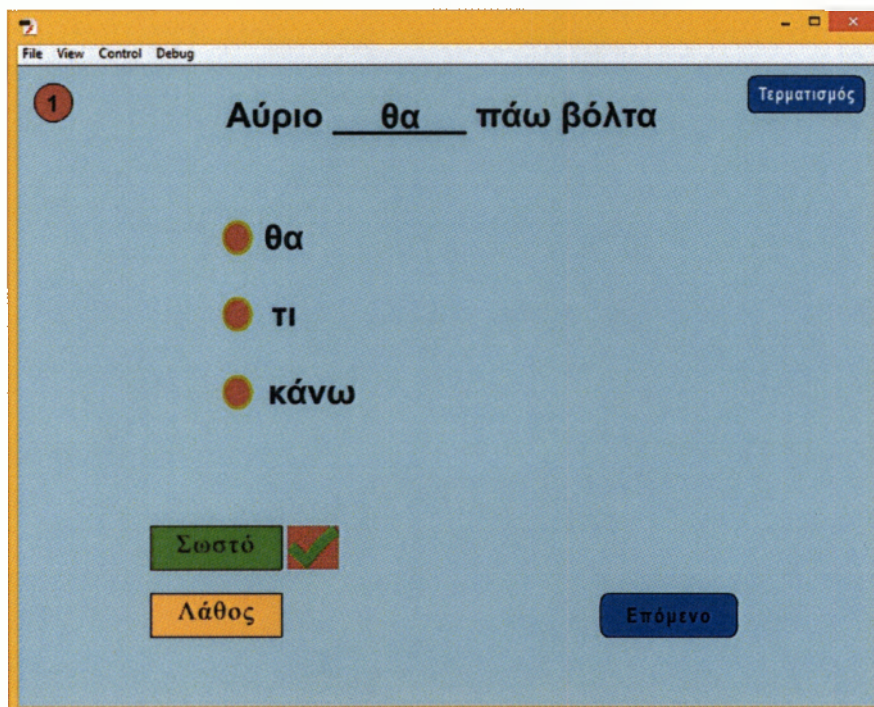 File View Control Debug
1
Αύριο θα πάω βόλτα
Τερματισμός
θα
τι
κάνω
Σωστό
Λάθος
Επόμενο